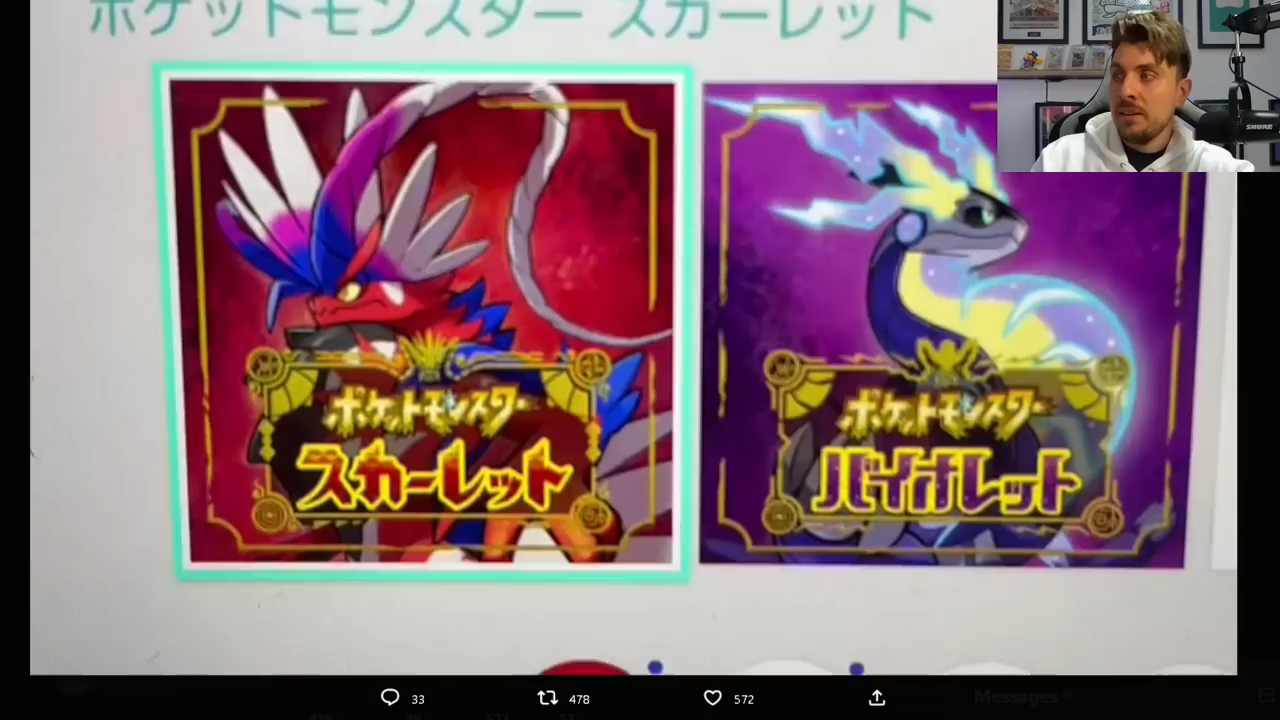 ポケットモンスター スカーレット
SHURE
ポケットモンスター
スカーレット
ポケットモンスター
バイオレット
33
478
572
Messages